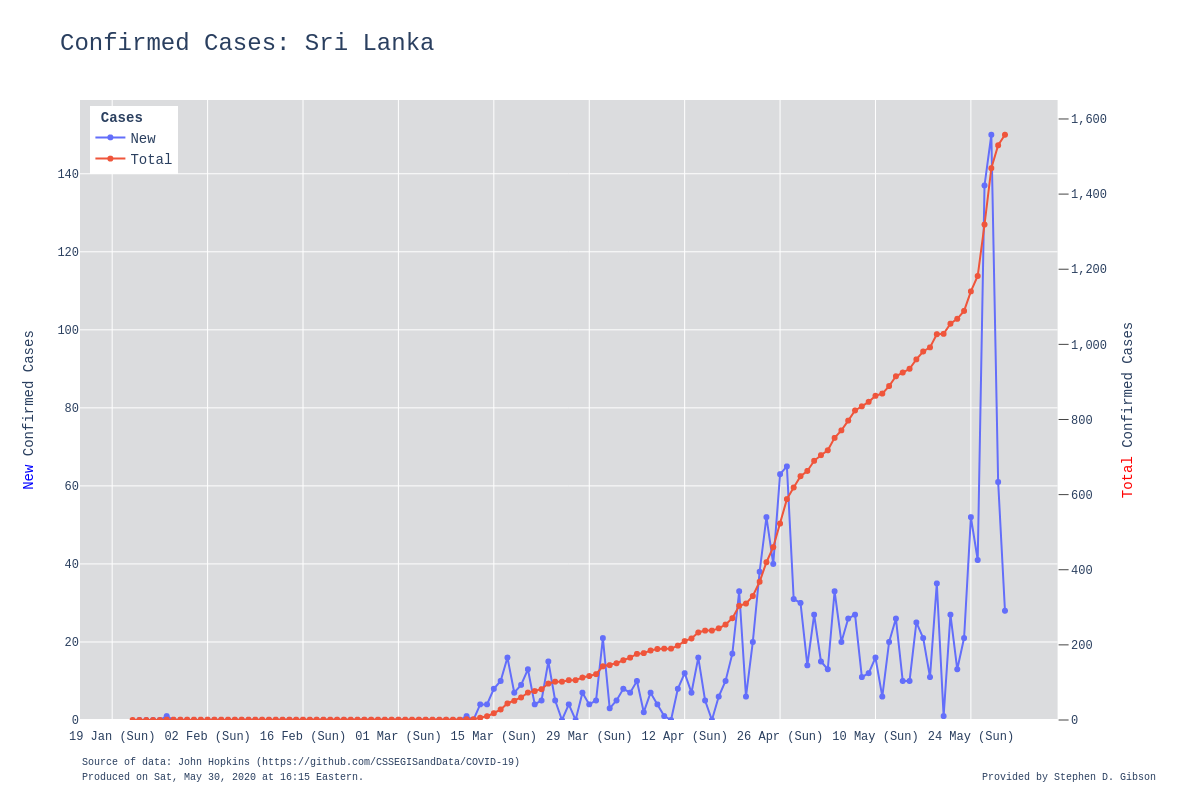 Confirmed Cases: Sri Lanka
Cases
New
Total
140
120
100
80
60
40
20
0
New Confirmed Cases
1,600
1,400
1,200
1,000
800
600
400
200
0
Total Confirmed Cases
19 Jan (Sun) 02 Feb (Sun) 16 Feb (Sun) 01 Mar (Sun) 15 Mar (Sun) 29 Mar (Sun) 12 Apr (Sun) 26 Apr (Sun) 10 May (Sun) 24 May (Sun)
Source of data: John Hopkins (https://github.com/CSSEGISandData/COVID-19)
Produced on Sat, May 30, 2020 at 16:15 Eastern.
Provided by Stephen D. Gibson